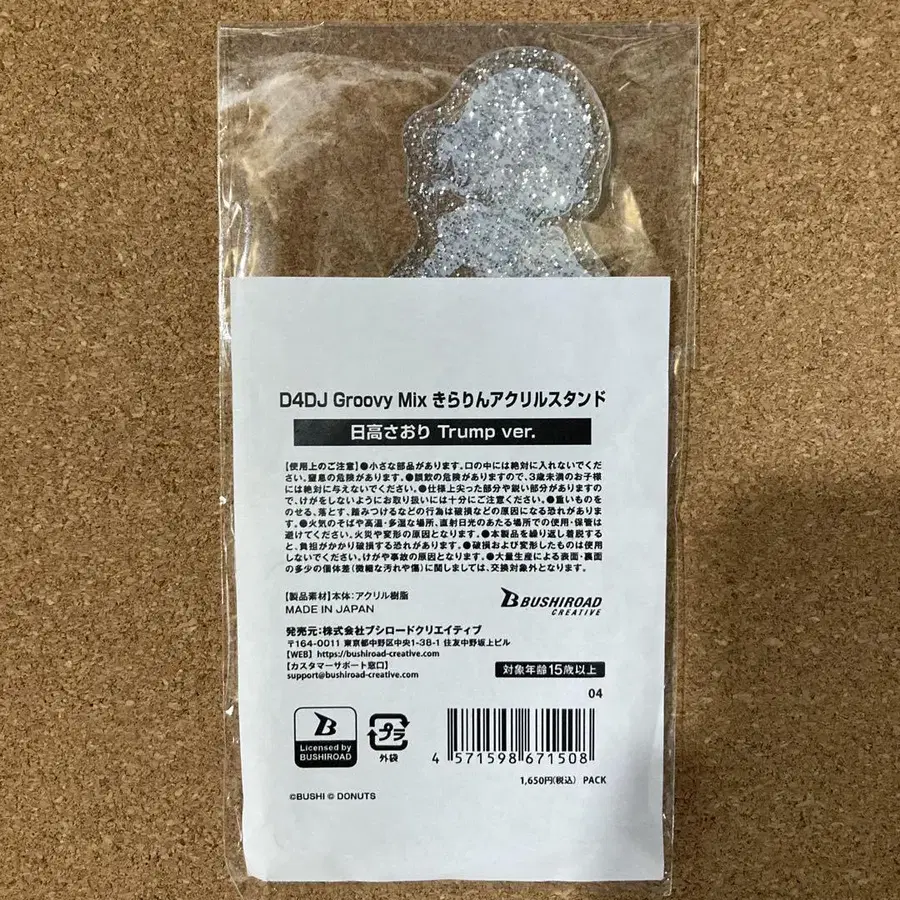 D4DJ Groovy Mix きらりんアクリルスタンド
日高さおり Trump ver.
【使用上のご注意】●小さな部品があります。口の中には絶対に入れないでくだ
さい。窒息の危険があります。●誤飲の危険がありますので、3歳未満のお子様
には絶対に与えないでください。●仕様上尖った部分や鋭い部分がありますの
で、けがをしないようにお取り扱いには十分にご注意ください。●重いものを
のせる、落とす、踏みつけるなどの行為は破損などの原因になる恐れがありま
す。●火気のそばや高温・多湿な場所、直射日光のあたる場所での使用・保管は
避けてください。火災や変形の原因となります。●本製品を繰り返し着脱する
と、負担がかかり破損する恐れがあります。●破損および変形したものは使用
しないでください。けがや事故の原因となります。●大量生産による表面・裏面
の多少の個体差(微細な汚れや傷)に関しましては、交換対象外となります。
【製品素材】本体:アクリル樹脂
MADE IN JAPAN
BUSHIROAD
CREATIVE
発売元:株式会社ブシロードクリエイティブ
〒164-0011 東京都中野区中央1-38-1 住友中野坂上ビル
【WEB】https://bushiroad-creative.com
【カスタマーサポート窓口】
support@bushiroad-creative.com
対象年齢15歳以上
04
B
Licensed by
BUSHIROAD
プラ
外袋
4 571598 671508
1,650円(税込) PACK
©BUSHI © DONUTS